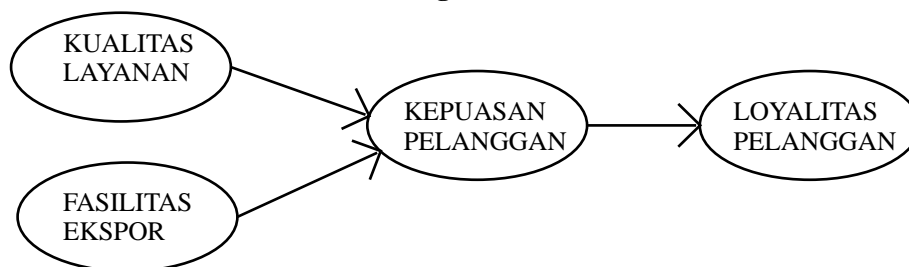 KUALITAS
LAYANAN
KEPUASAN
PELANGGAN
LOYALITAS
PELANGGAN
FASILITAS
EKSPOR